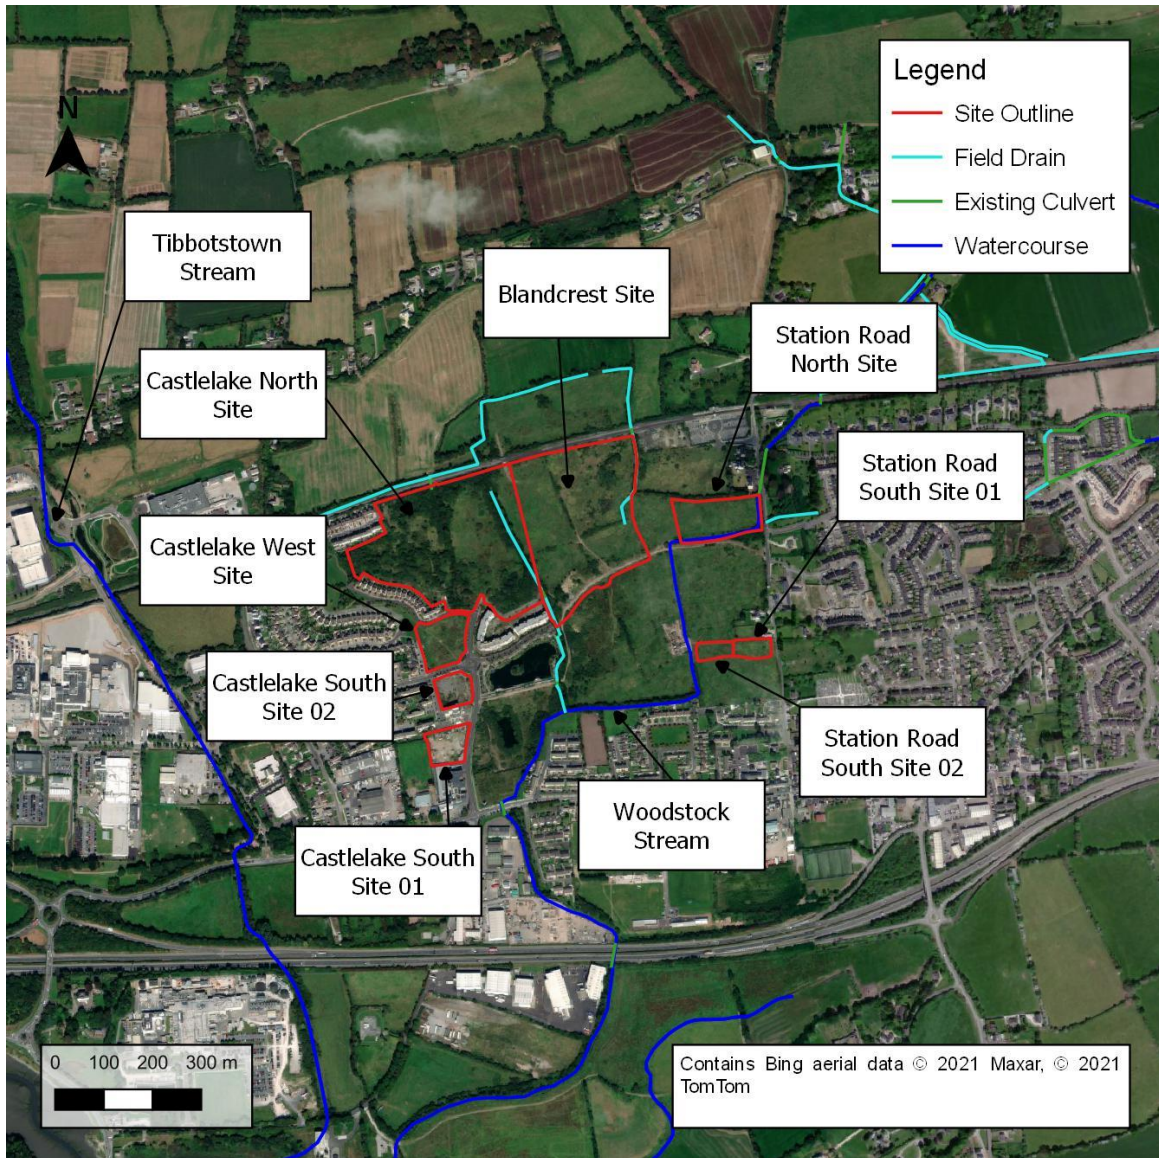 Legend
Site Outline
Field Drain
Existing Culvert
Watercourse
N
Tibbotstown
Stream
Blandcrest Site
Station Road
North Site
Castlelake North
Site
Station Road
South Site 01
Castlelake West
Site
Castlelake South
Site 02
Station Road
South Site 02
Woodstock
Stream
Castlelake South
Site 01
0 100 200 300 m
Contains Bing aerial data © 2021 Maxar, © 2021
TomTom